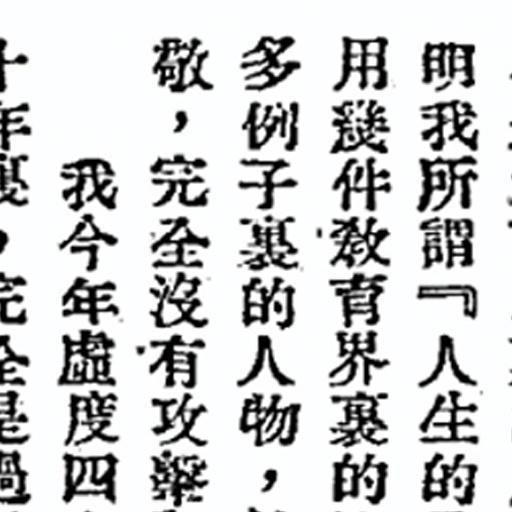 明我所謂『人生的
用幾件敎育界裏的
多例子裏的人物，
敬，完全沒有攻擊
我今年虛度四
十年裏，完全是過